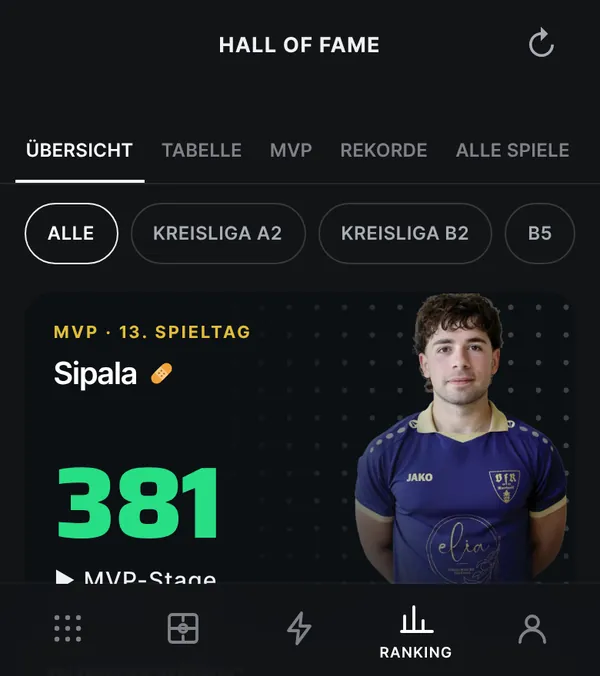 HALL OF FAME
ÜBERSICHT TABELLE MVP REKORDE ALLE SPIELE
ALLE KREISLIGA A2 KREISLIGA B2 B5
MVP · 13. SPIELTAG
Sipala 🩹
381
JAKO
VfR
elia
▶ MVP-Stage
RANKING